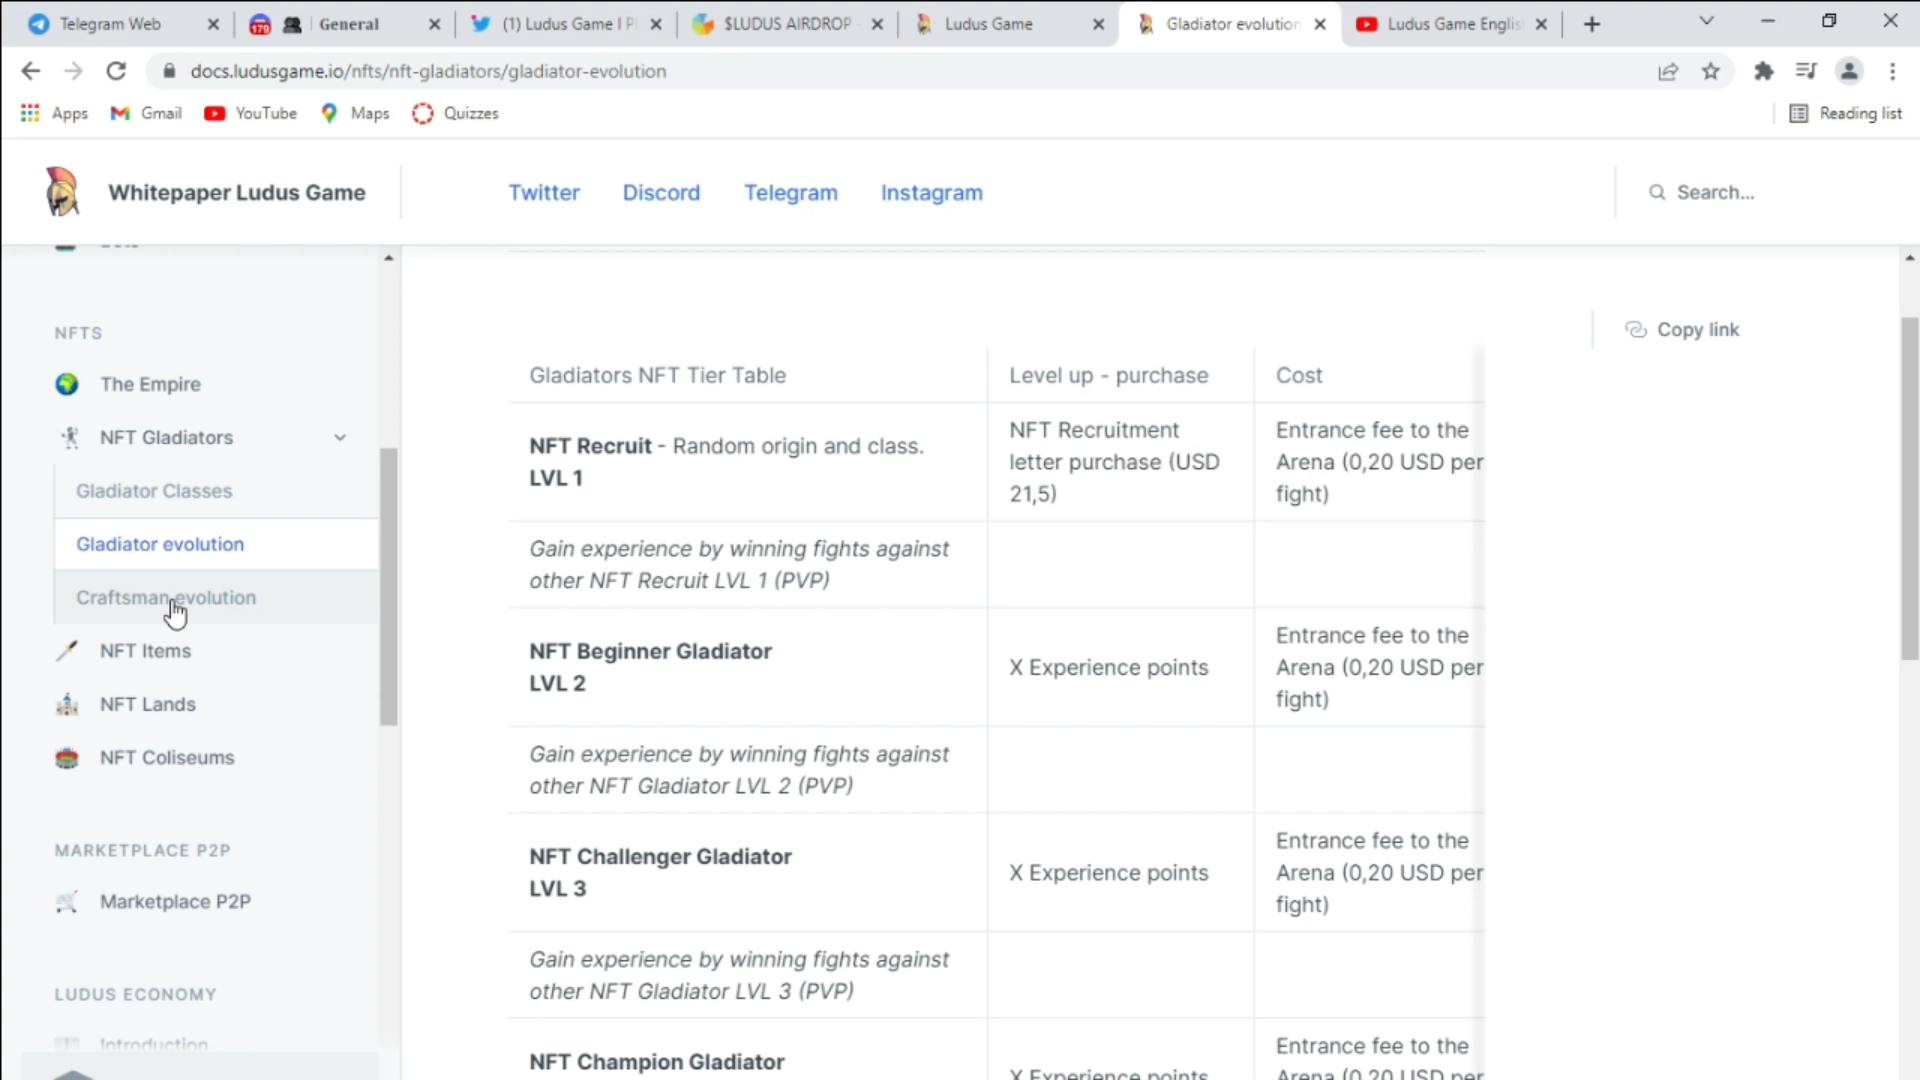 Telegram Web
179 General
(1) Ludus Game I P
$LUDUS AIRDROP
Ludus Game
Gladiator evolution
Ludus Game Englis
docs.ludusgame.io/nfts/nft-gladiators/gladiator-evolution
Apps
Gmail
YouTube
Maps
Quizzes
Reading list
Whitepaper Ludus Game
Twitter
Discord
Telegram
Instagram
Search...
NFTS
The Empire
NFT Gladiators
Gladiator Classes
Gladiator evolution
Craftsman evolution
NFT Items
NFT Lands
NFT Coliseums
MARKETPLACE P2P
Marketplace P2P
LUDUS ECONOMY
Introduction
Copy link
Gladiators NFT Tier Table
Level up - purchase
Cost
NFT Recruit - Random origin and class.
LVL 1
NFT Recruitment
letter purchase (USD
21,5)
Entrance fee to the
Arena (0,20 USD per
fight)
Gain experience by winning fights against
other NFT Recruit LVL 1 (PVP)
NFT Beginner Gladiator
LVL 2
X Experience points
Entrance fee to the
Arena (0,20 USD per
fight)
Gain experience by winning fights against
other NFT Gladiator LVL 2 (PVP)
NFT Challenger Gladiator
LVL 3
X Experience points
Entrance fee to the
Arena (0,20 USD per
fight)
Gain experience by winning fights against
other NFT Gladiator LVL 3 (PVP)
NFT Champion Gladiator
X Experience points
Entrance fee to the
Arena (0,20 USD per